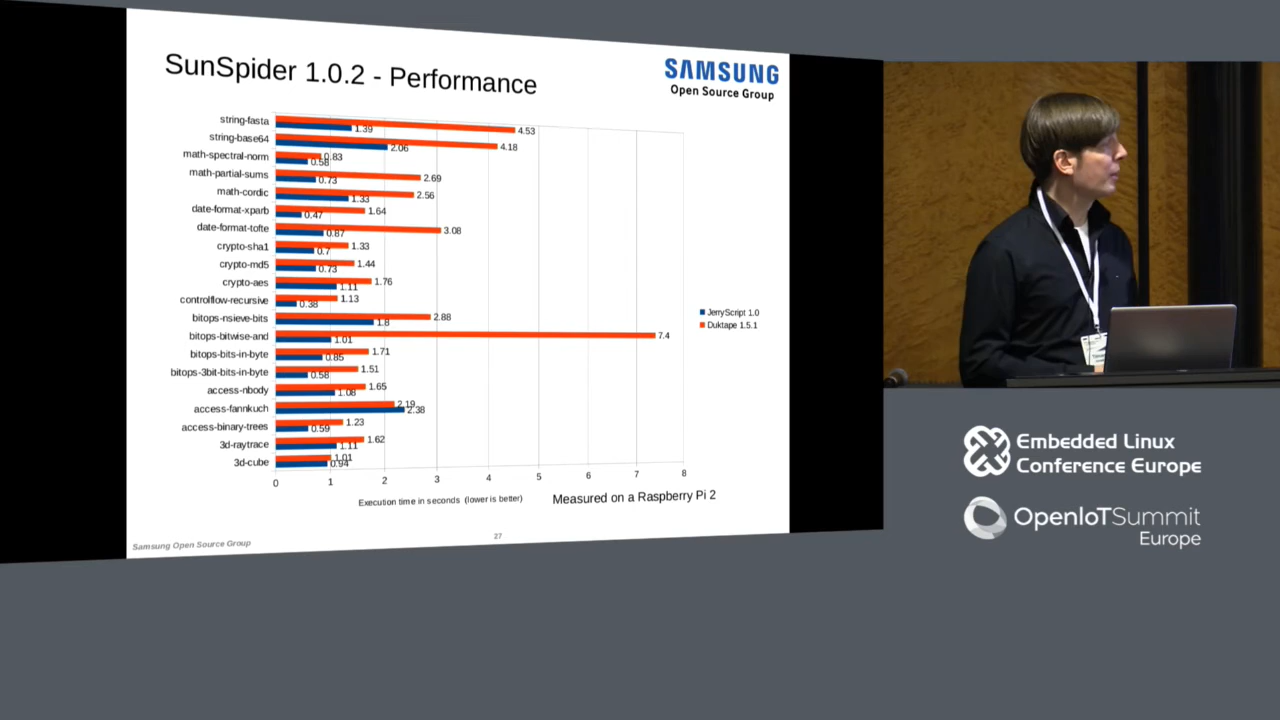 SunSpider 1.0.2 - Performance
SAMSUNG
Open Source Group
string-fasta 4.53 1.39
string-base64 4.18 2.06
math-spectral-norm 0.83 0.58
math-partial-sums 2.69 0.73
math-cordic 2.56 1.33
date-format-xparb 1.64 0.47
date-format-tofte 3.08 0.87
crypto-sha1 1.33 0.7
crypto-md5 1.44 0.73
crypto-aes 1.76 1.11
controlflow-recursive 1.13 0.38
bitops-nsieve-bits 2.88 1.8
bitops-bitwise-and 7.4 1.01
bitops-bits-in-byte 1.71 0.85
bitops-3bit-bits-in-byte 1.51 0.58
access-nbody 1.65 1.08
access-fannkuch 2.19 2.38
access-binary-trees 1.23 0.59
3d-raytrace 1.62 1.11
3d-cube 1.01 0.94
0 1 2 3 4 5 6 7 8
JerryScript 1.0
Duktape 1.5.1
Execution time in seconds (lower is better)
Measured on a Raspberry Pi 2
Samsung Open Source Group
27
Embedded Linux
Conference Europe
OpenIoTSummit
Europe